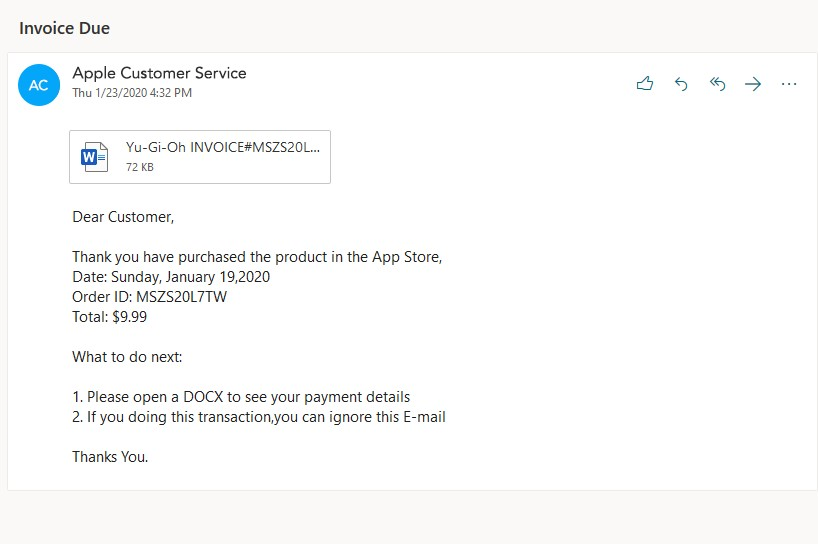 Invoice Due
AC
Apple Customer Service
Thu 1/23/2020 4:32 PM
Yu-Gi-Oh INVOICE#MSZS20L...
72 KB
Dear Customer,
Thank you have purchased the product in the App Store,
Date: Sunday, January 19,2020
Order ID: MSZS20L7TW
Total: $9.99
What to do next:
1. Please open a DOCX to see your payment details
2. If you doing this transaction,you can ignore this E-mail
Thanks You.